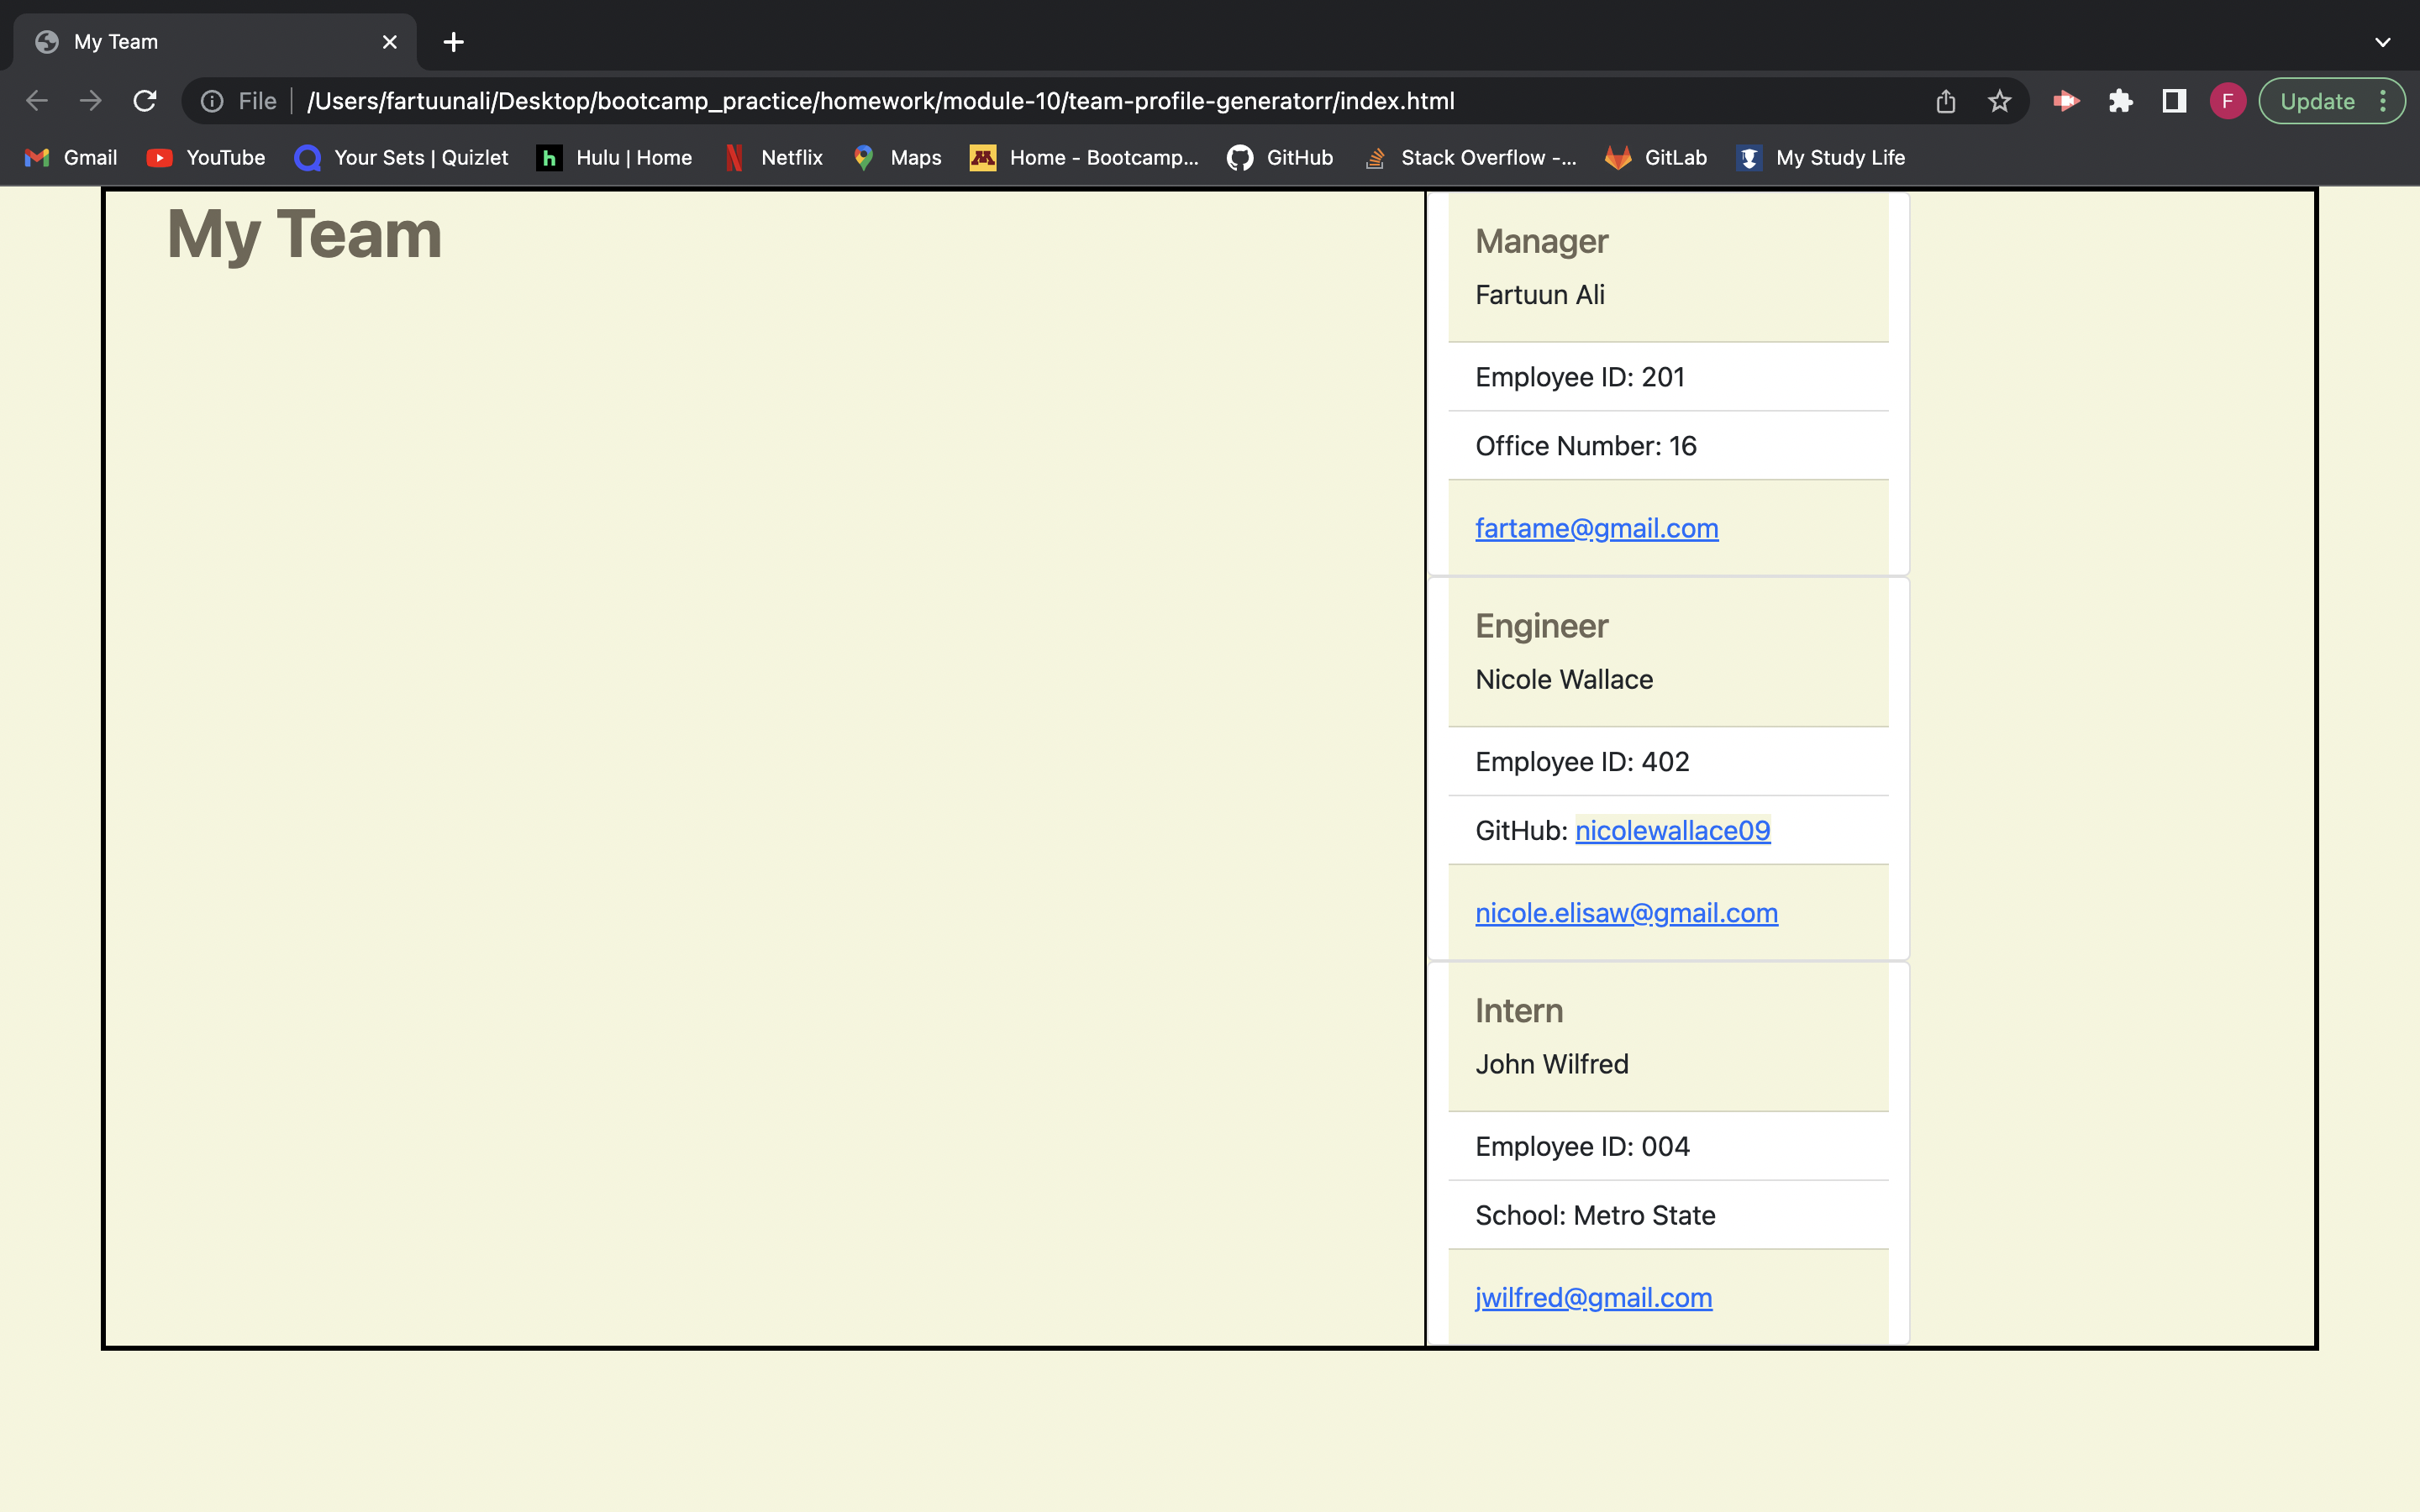 My Team
File /Users/fartuunali/Desktop/bootcamp_practice/homework/module-10/team-profile-generatorr/index.html
F
Update
Gmail YouTube Your Sets | Quizlet h Hulu | Home Netflix Maps Home - Bootcamp... GitHub Stack Overflow -... GitLab My Study Life
My Team
Manager
Fartuun Ali
Employee ID: 201
Office Number: 16
fartame@gmail.com
Engineer
Nicole Wallace
Employee ID: 402
GitHub: nicolewallace09
nicole.elisaw@gmail.com
Intern
John Wilfred
Employee ID: 004
School: Metro State
jwilfred@gmail.com